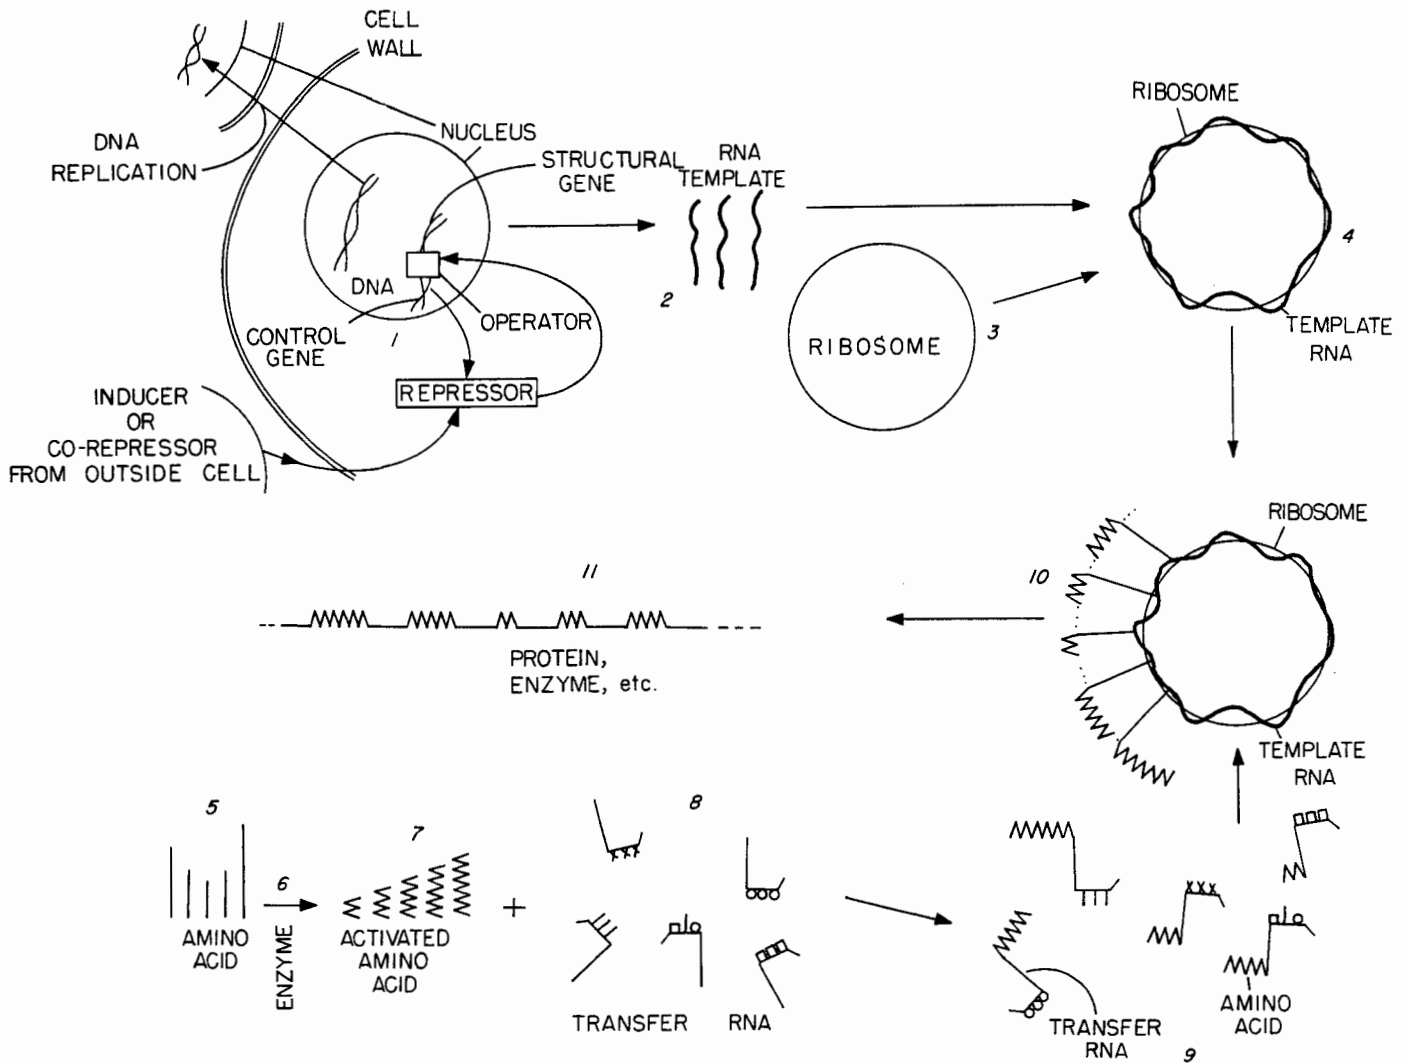 CELL
WALL
DNA
REPLICATION
NUCLEUS
STRUCTURAL
GENE
DNA
OPERATOR
CONTROL
GENE
1
REPRESSOR
INDUCER
OR
CO-REPRESSOR
FROM OUTSIDE CELL
RNA
TEMPLATE
2
RIBOSOME
3
RIBOSOME
4
TEMPLATE
RNA
RIBOSOME
10
TEMPLATE
RNA
11
PROTEIN,
ENZYME, etc.
5
AMINO
ACID
6
ENZYME
7
ACTIVATED
AMINO
ACID
+
8
TRANSFER RNA
TRANSFER
RNA
AMINO
ACID
9